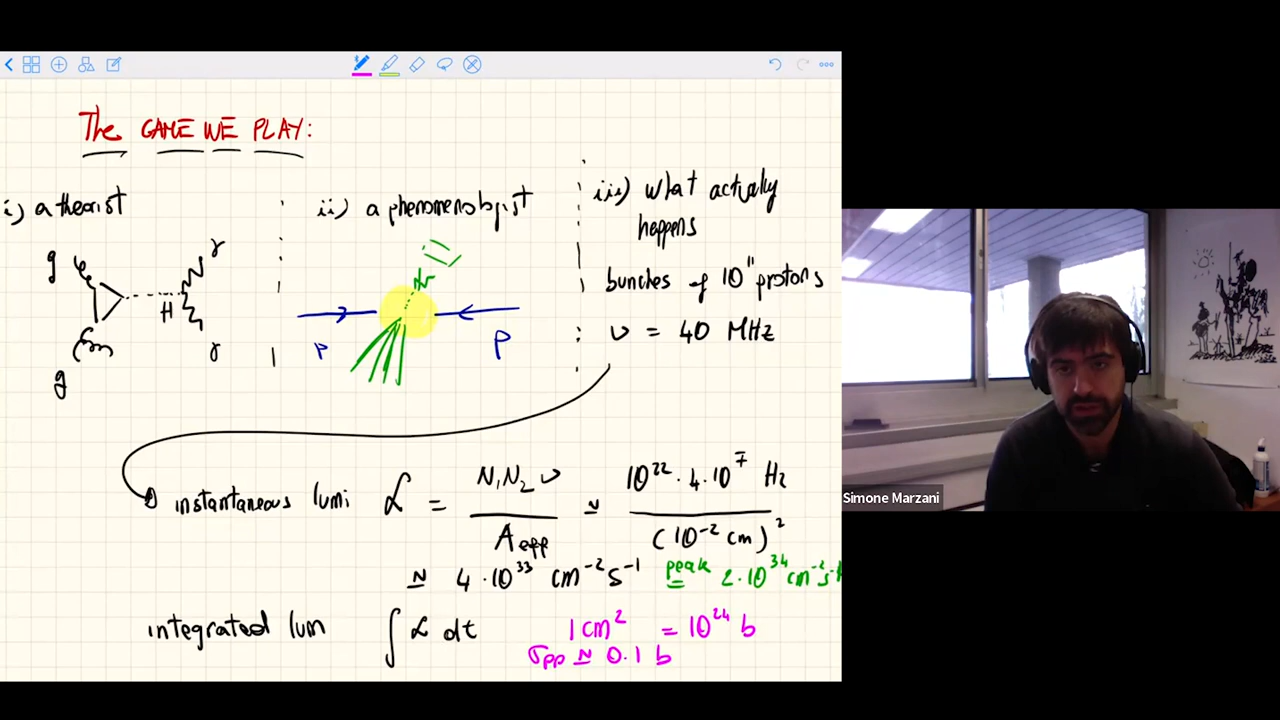 The GAME WE PLAY:
i) a theorist
ii) a phenomenologist
iii) what actually
happens
g
γ
H
g
γ
P
P
bunches of 10¹¹ protons
ν = 40 MHz
instantaneous lumi ℒ = N₁N₂ν / A_eff ≃ 10²² · 4·10⁷ Hz / (10⁻² cm)²
≃ 4·10³³ cm⁻² s⁻¹ peak = 2·10³⁴ cm⁻² s⁻¹
integrated lum ∫ ℒ dt 1 cm² = 10²⁴ b
σpp ≃ 0.1 b
Simone Marzani